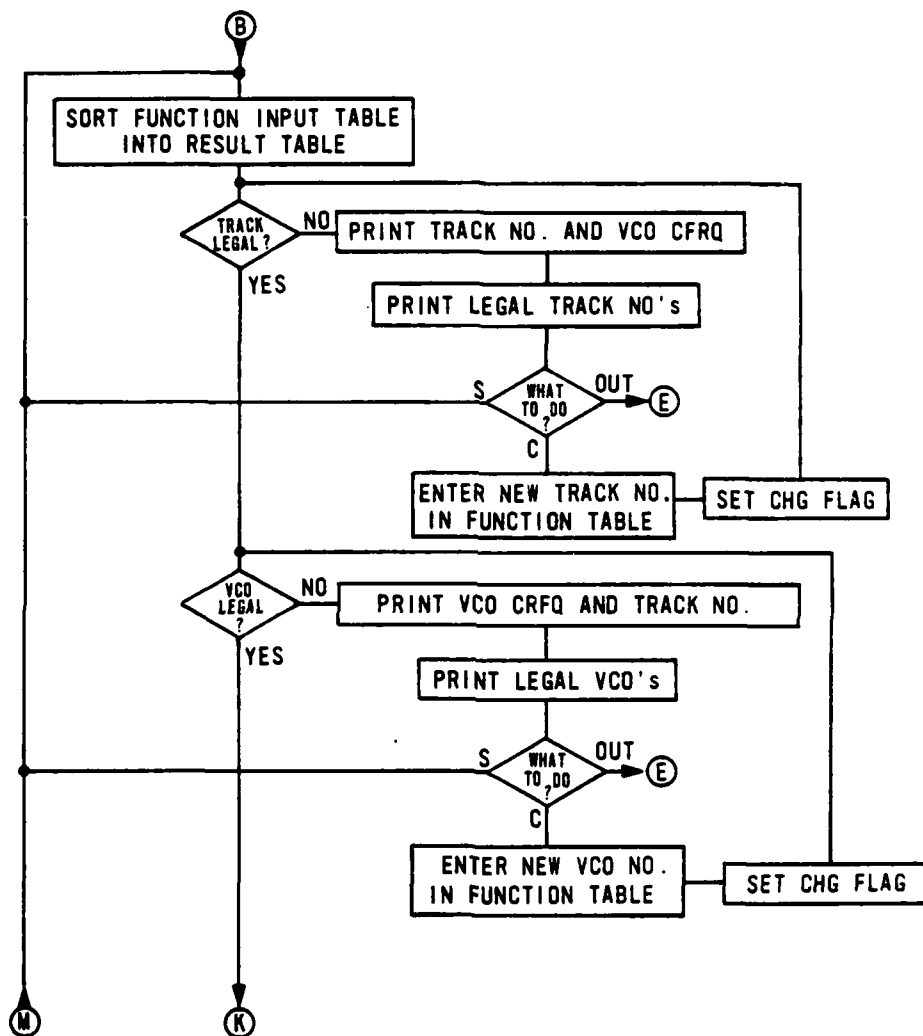 B
SORT FUNCTION INPUT TABLE
INTO RESULT TABLE
TRACK
LEGAL?
NO
YES
PRINT TRACK NO. AND VCO CFRQ
PRINT LEGAL TRACK NO's
S
WHAT
TO DO
?
OUT
E
C
ENTER NEW TRACK NO.
IN FUNCTION TABLE
SET CHG FLAG
VCO
LEGAL
?
NO
YES
PRINT VCO CRFQ AND TRACK NO.
PRINT LEGAL VCO's
S
WHAT
TO DO
?
OUT
E
C
ENTER NEW VCO NO.
IN FUNCTION TABLE
SET CHG FLAG
M
K